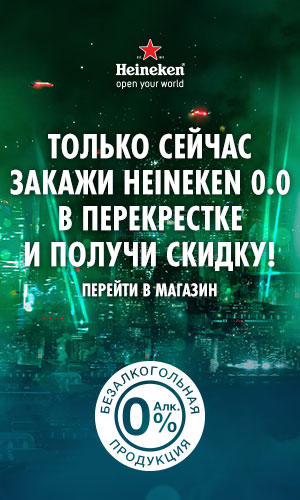 Heineken
open your world
ТОЛЬКО СЕЙЧАС
ЗАКАЖИ HEINEKEN 0.0
В ПЕРЕКРЕСТКЕ
И ПОЛУЧИ СКИДКУ!
ПЕРЕЙТИ В МАГАЗИН
БЕЗАЛКОГОЛЬНАЯ
0 Алк. %
ПРОДУКЦИЯ